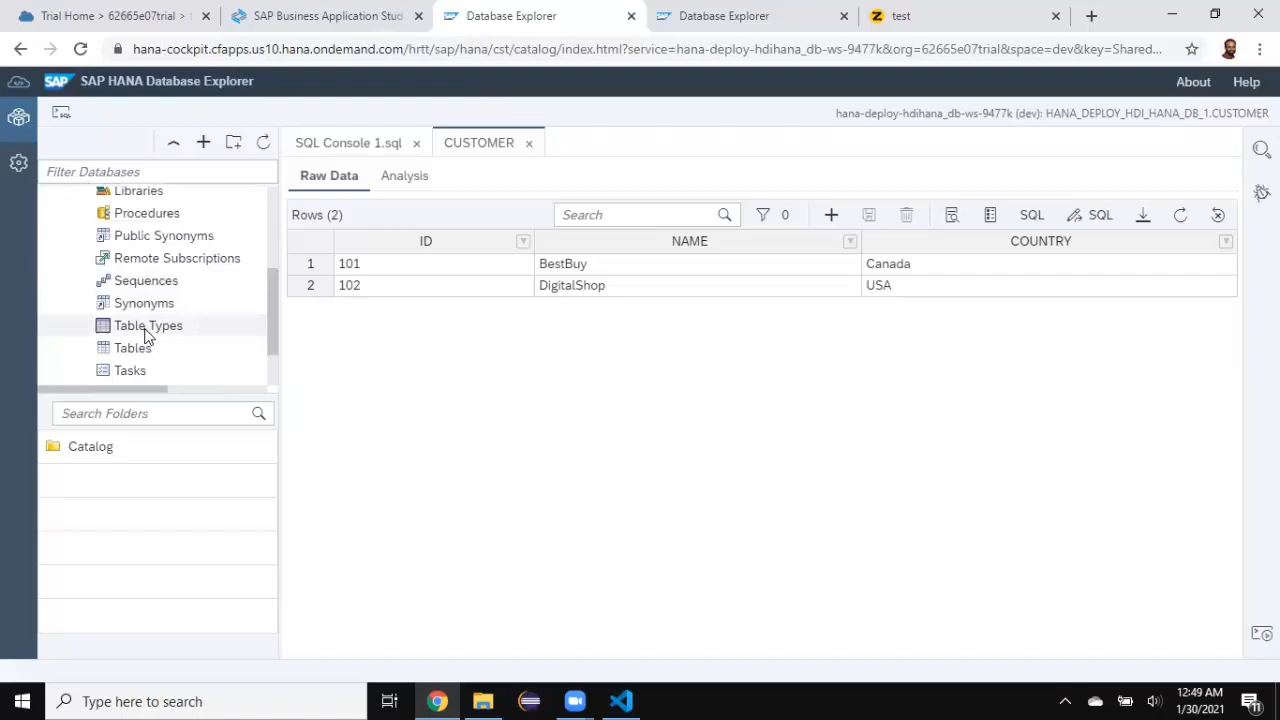 Trial Home > 62665e07trial > t
SAP Business Application Stud
Database Explorer
Database Explorer
test
hana-cockpit.cfapps.us10.hana.ondemand.com/hrtt/sap/hana/cst/catalog/index.html?service=hana-deploy-hdihana_db-ws-9477k&org=62665e07trial&space=dev&key=Shared...
SAP SAP HANA Database Explorer
About Help
SQL
hana-deploy-hdihana_db-ws-9477k (dev): HANA_DEPLOY_HDI_HANA_DB_1.CUSTOMER
SQL Console 1.sql
CUSTOMER
Filter Databases
Raw Data Analysis
Libraries
Procedures
Public Synonyms
Remote Subscriptions
Sequences
Synonyms
Table Types
Tables
Tasks
Rows (2)
Search
0
SQL
SQL
ID NAME COUNTRY
1 101 BestBuy Canada
2 102 DigitalShop USA
Search Folders
Catalog
Type here to search
12:49 AM
1/30/2021
11